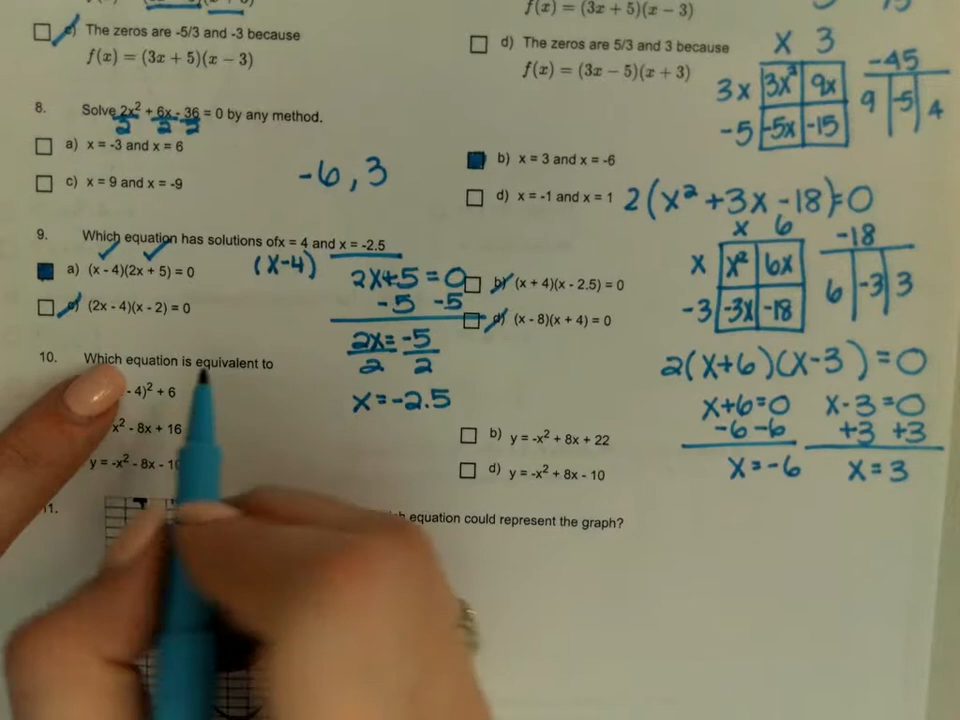 f(x) = (3x + 5)(x − 3)
c) The zeros are -5/3 and -3 because
f(x) = (3x + 5)(x − 3)
d) The zeros are 5/3 and 3 because
f(x) = (3x − 5)(x + 3)
x 3
3x 3x² 9x
-5 -5x -15
-45
9 -5 4
8. Solve 2x² + 6x - 36 = 0 by any method.
2 2 2
a) x = -3 and x = 6
b) x = 3 and x = -6
c) x = 9 and x = -9
d) x = -1 and x = 1
-6, 3
2(x² + 3x - 18) = 0
x 6
x x² 6x
-3 -3x -18
-18
6 -3 3
2(x+6)(x-3) = 0
x+6=0 x-3=0
-6 -6 +3 +3
x=-6 x=3
9. Which equation has solutions of x = 4 and x = -2.5
a) (x - 4)(2x + 5) = 0
b) (x + 4)(x - 2.5) = 0
c) (2x - 4)(x - 2) = 0
d) (x - 8)(x + 4) = 0
(x-4)
2x+5=0
-5 -5
2x=-5
2 2
x=-2.5
10. Which equation is equivalent to
- 4)² + 6
x² - 8x + 16
b) y = -x² + 8x + 22
y = -x² - 8x - 10
d) y = -x² + 8x - 10
11.
equation could represent the graph?